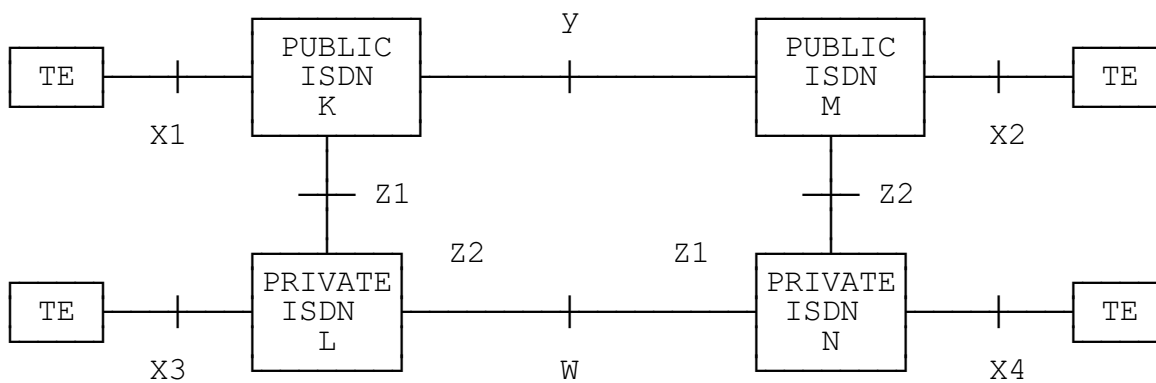 y
TE
PUBLIC
ISDN
K
PUBLIC
ISDN
M
TE
X1
X2
Z1
Z2
Z2
Z1
TE
PRIVATE
ISDN
L
PRIVATE
ISDN
N
TE
X3
W
X4